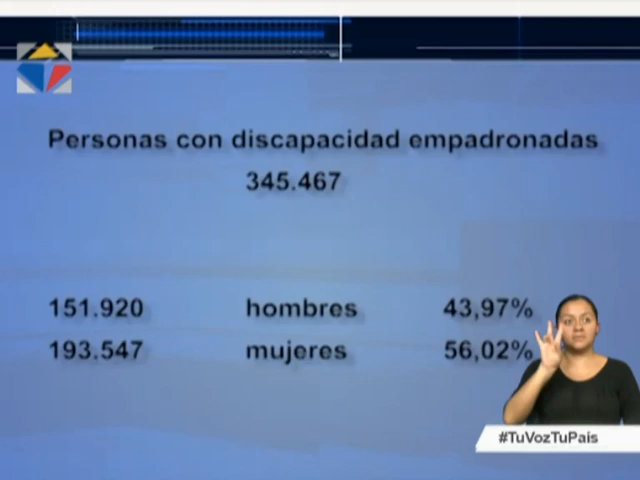 Personas con discapacidad empadronadas
345.467
151.920 hombres 43,97%
193.547 mujeres 56,02%
#TuVozTuPaís